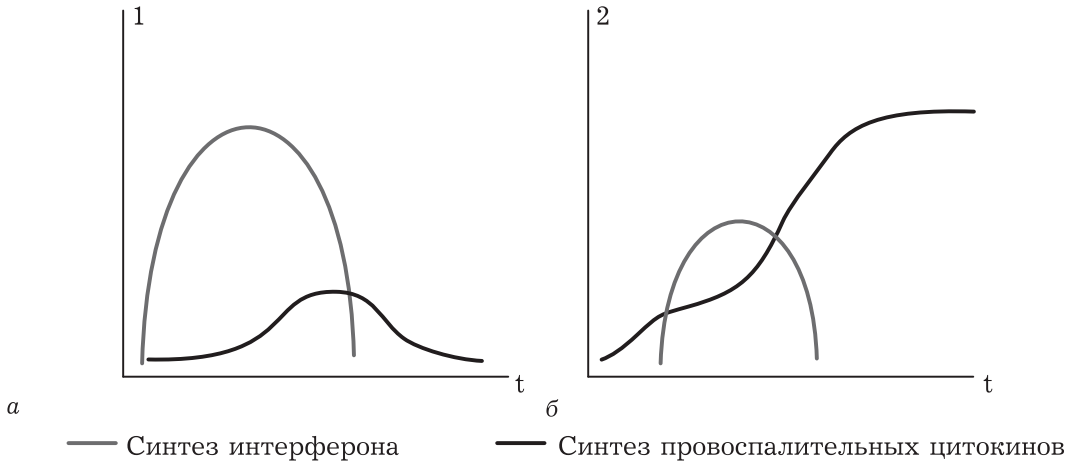 1
2
t
t
а
б
Синтез интерферона
Синтез провоспалительных цитокинов